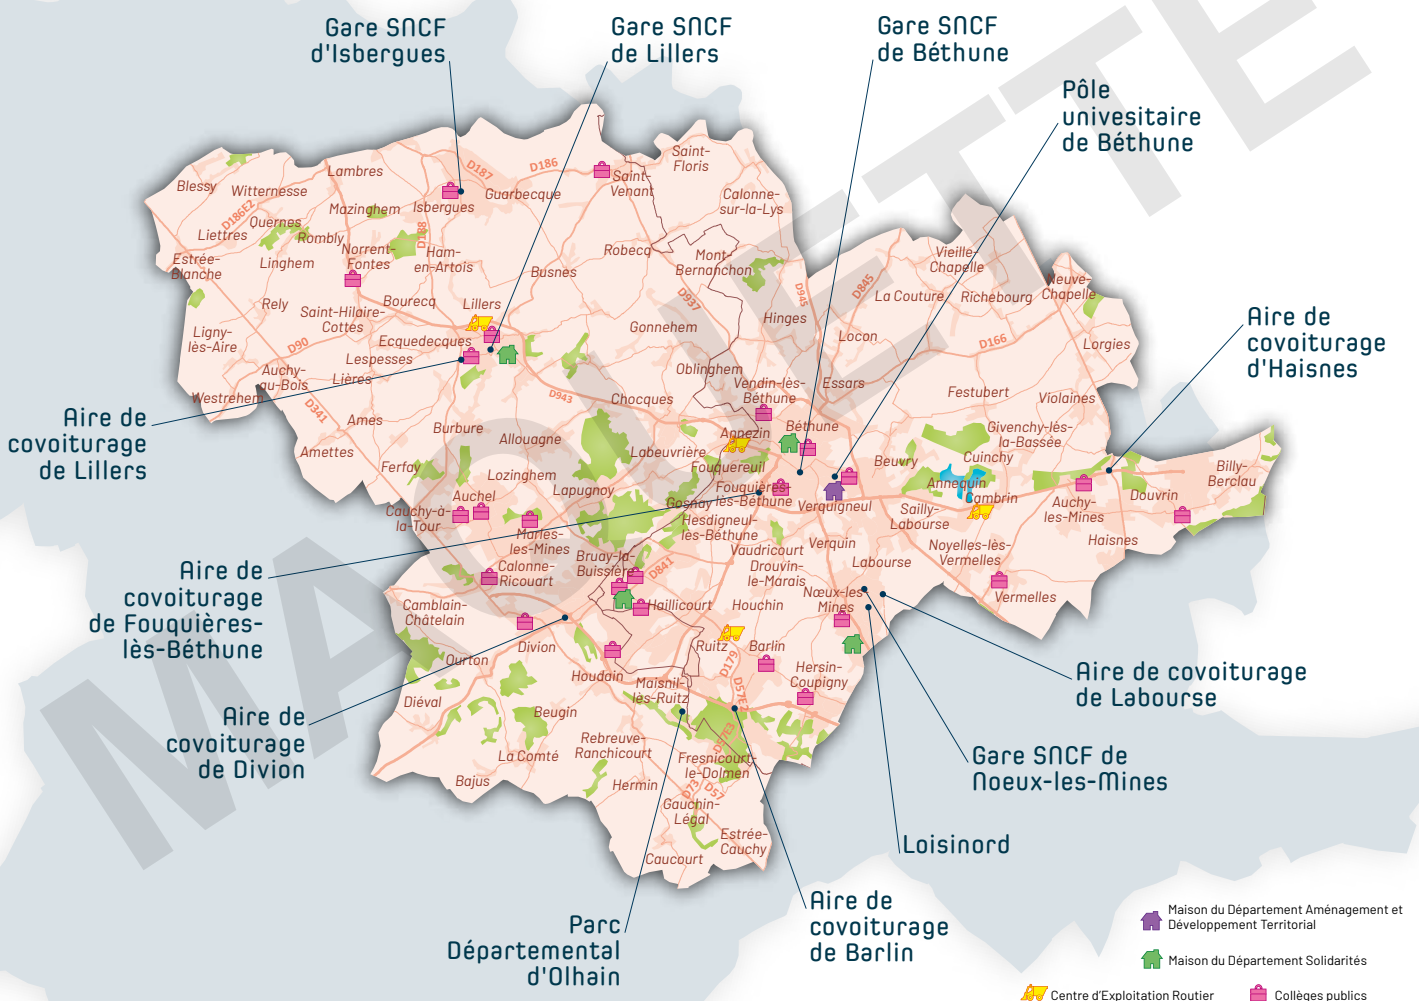 Gare SNCF
d'Isbergues
Gare SNCF
de Lillers
Gare SNCF
de Béthune
Pôle
univesitaire
de Béthune
Aire de
covoiturage
d'Haisnes
Aire de
covoiturage
de Lillers
Aire de
covoiturage
de Fouquières-
lès-Béthune
Aire de
covoiturage
de Divion
Parc
Départemental
d'Olhain
Aire de
covoiturage
de Barlin
Loisinord
Gare SNCF de
Noeux-les-Mines
Aire de covoiturage
de Labourse
MAQUETTE
Blessy
Witternesse
Lambres
Mazinghem
Isbergues
Guarbecque
Saint-
Venant
Saint-
Floris
Calonne-
sur-la-Lys
D187
D186
D186E2
D188
Quernes
Liettres
Rombly
Linghem
Norrent-
Fontes
Ham-
en-Artois
Estrée-
Blanche
Robecq
Mont-
Bernanchon
Busnes
Vieille-
Chapelle
Neuve-
Chapelle
La Couture
Richebourg
D845
D945
D937
Rely
Saint-Hilaire-
Cottes
Bourecq
Lillers
Ecquedecques
Lespesses
Ligny-
lès-Aire
D90
Auchy-
au-Bois
Lières
Westrehem
D341
Ames
Amettes
Gonnehem
Hinges
Locon
D166
Lorgies
Oblinghem
Vendin-lès-
Béthune
Essars
Festubert
Violaines
D943
Chocques
Burbure
Allouagne
Labeuvrière
Annezin
Béthune
Fouquereuil
Givenchy-lès-
la-Bassée
Cuinchy
Beuvry
Annequin
Cambrin
Billy-
Berclau
Douvrin
Auchy-
les-Mines
Haisnes
Ferfay
Lozinghem
Lapugnoy
Auchel
Cauchy-à-
la-Tour
Marles-
les-Mines
Gosnay
Fouquières-
lès-Béthune
Verquigneul
Sailly-
Labourse
Hesdigneul-
lès-Béthune
Vaudricourt
Verquin
Drouvin-
le-Marais
Labourse
Noyelles-lès-
Vermelles
Vermelles
Calonne-
Ricouart
Bruay-la-
Buissière
D841
Haillicourt
Houchin
Nœux-les-
Mines
Camblain-
Châtelain
Divion
Ourton
Houdain
Ruitz
Barlin
D179
D57E2
Hersin-
Coupigny
Maisnil-
lès-Ruitz
Diéval
Beugin
La Comté
Bajus
Rebreuve-
Ranchicourt
Hermin
D57E3
Fresnicourt-
le-Dolmen
D73
D57
Gauchin-
Légal
Estrée-
Cauchy
Caucourt
Maison du Département Aménagement et
Développement Territorial
Maison du Département Solidarités
Centre d'Exploitation Routier
Collèges publics